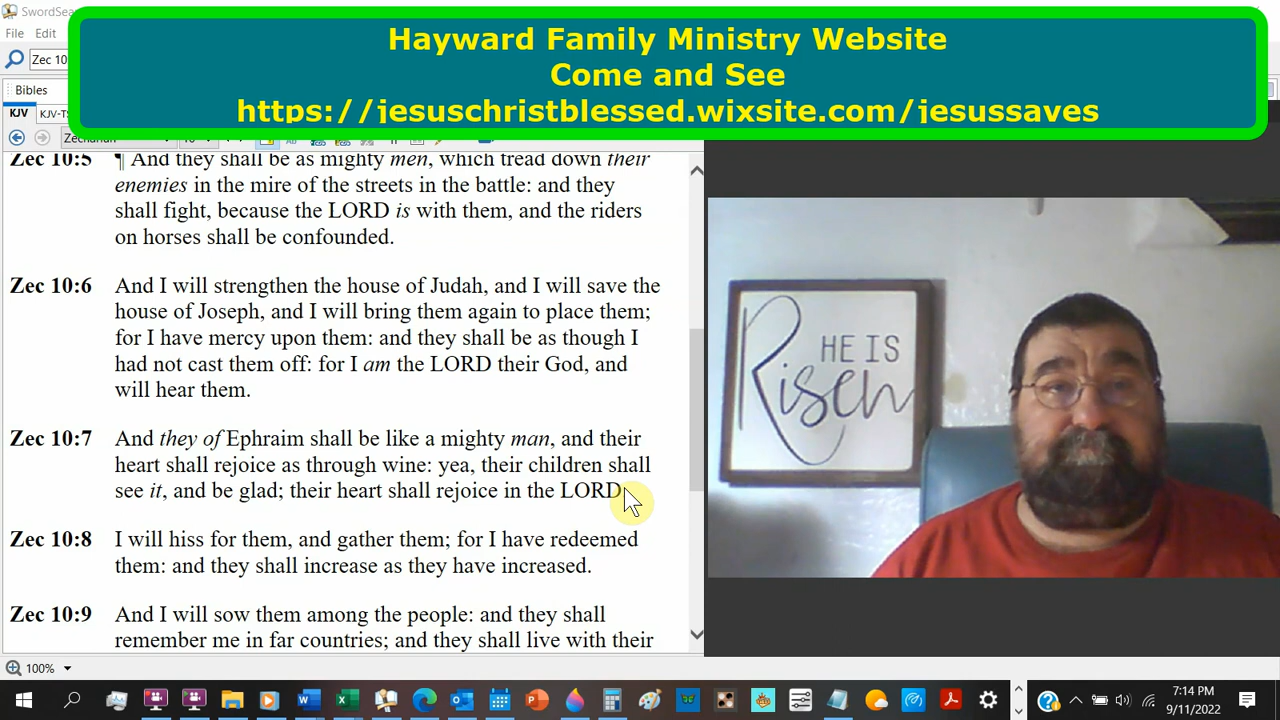 SwordSea
Hayward Family Ministry Website
Come and See
https://jesuschristblessed.wixsite.com/jesussaves
File Edit
Zec 10
Bibles
KJV KJV-TS
Zechariah
Zec 10:5 ¶ And they shall be as mighty men, which tread down their
enemies in the mire of the streets in the battle: and they
shall fight, because the LORD is with them, and the riders
on horses shall be confounded.
Zec 10:6 And I will strengthen the house of Judah, and I will save the
house of Joseph, and I will bring them again to place them;
for I have mercy upon them: and they shall be as though I
had not cast them off: for I am the LORD their God, and
will hear them.
Zec 10:7 And they of Ephraim shall be like a mighty man, and their
heart shall rejoice as through wine: yea, their children shall
see it, and be glad; their heart shall rejoice in the LORD
Zec 10:8 I will hiss for them, and gather them; for I have redeemed
them: and they shall increase as they have increased.
Zec 10:9 And I will sow them among the people: and they shall
remember me in far countries; and they shall live with their
HE IS
Risen
100%
7:14 PM
9/11/2022